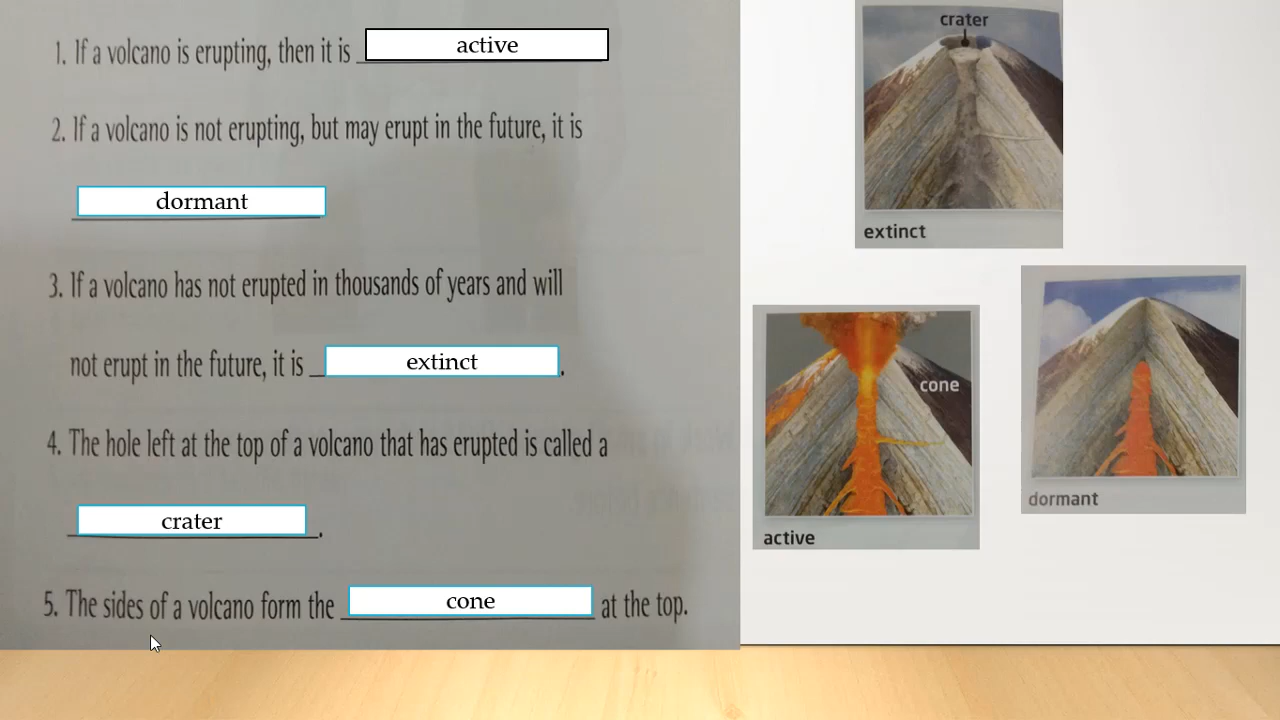 1. If a volcano is erupting, then it is active
2. If a volcano is not erupting, but may erupt in the future, it is
dormant
3. If a volcano has not erupted in thousands of years and will
not erupt in the future, it is extinct.
4. The hole left at the top of a volcano that has erupted is called a
crater.
5. The sides of a volcano form the cone at the top.
crater
extinct
cone
active
dormant